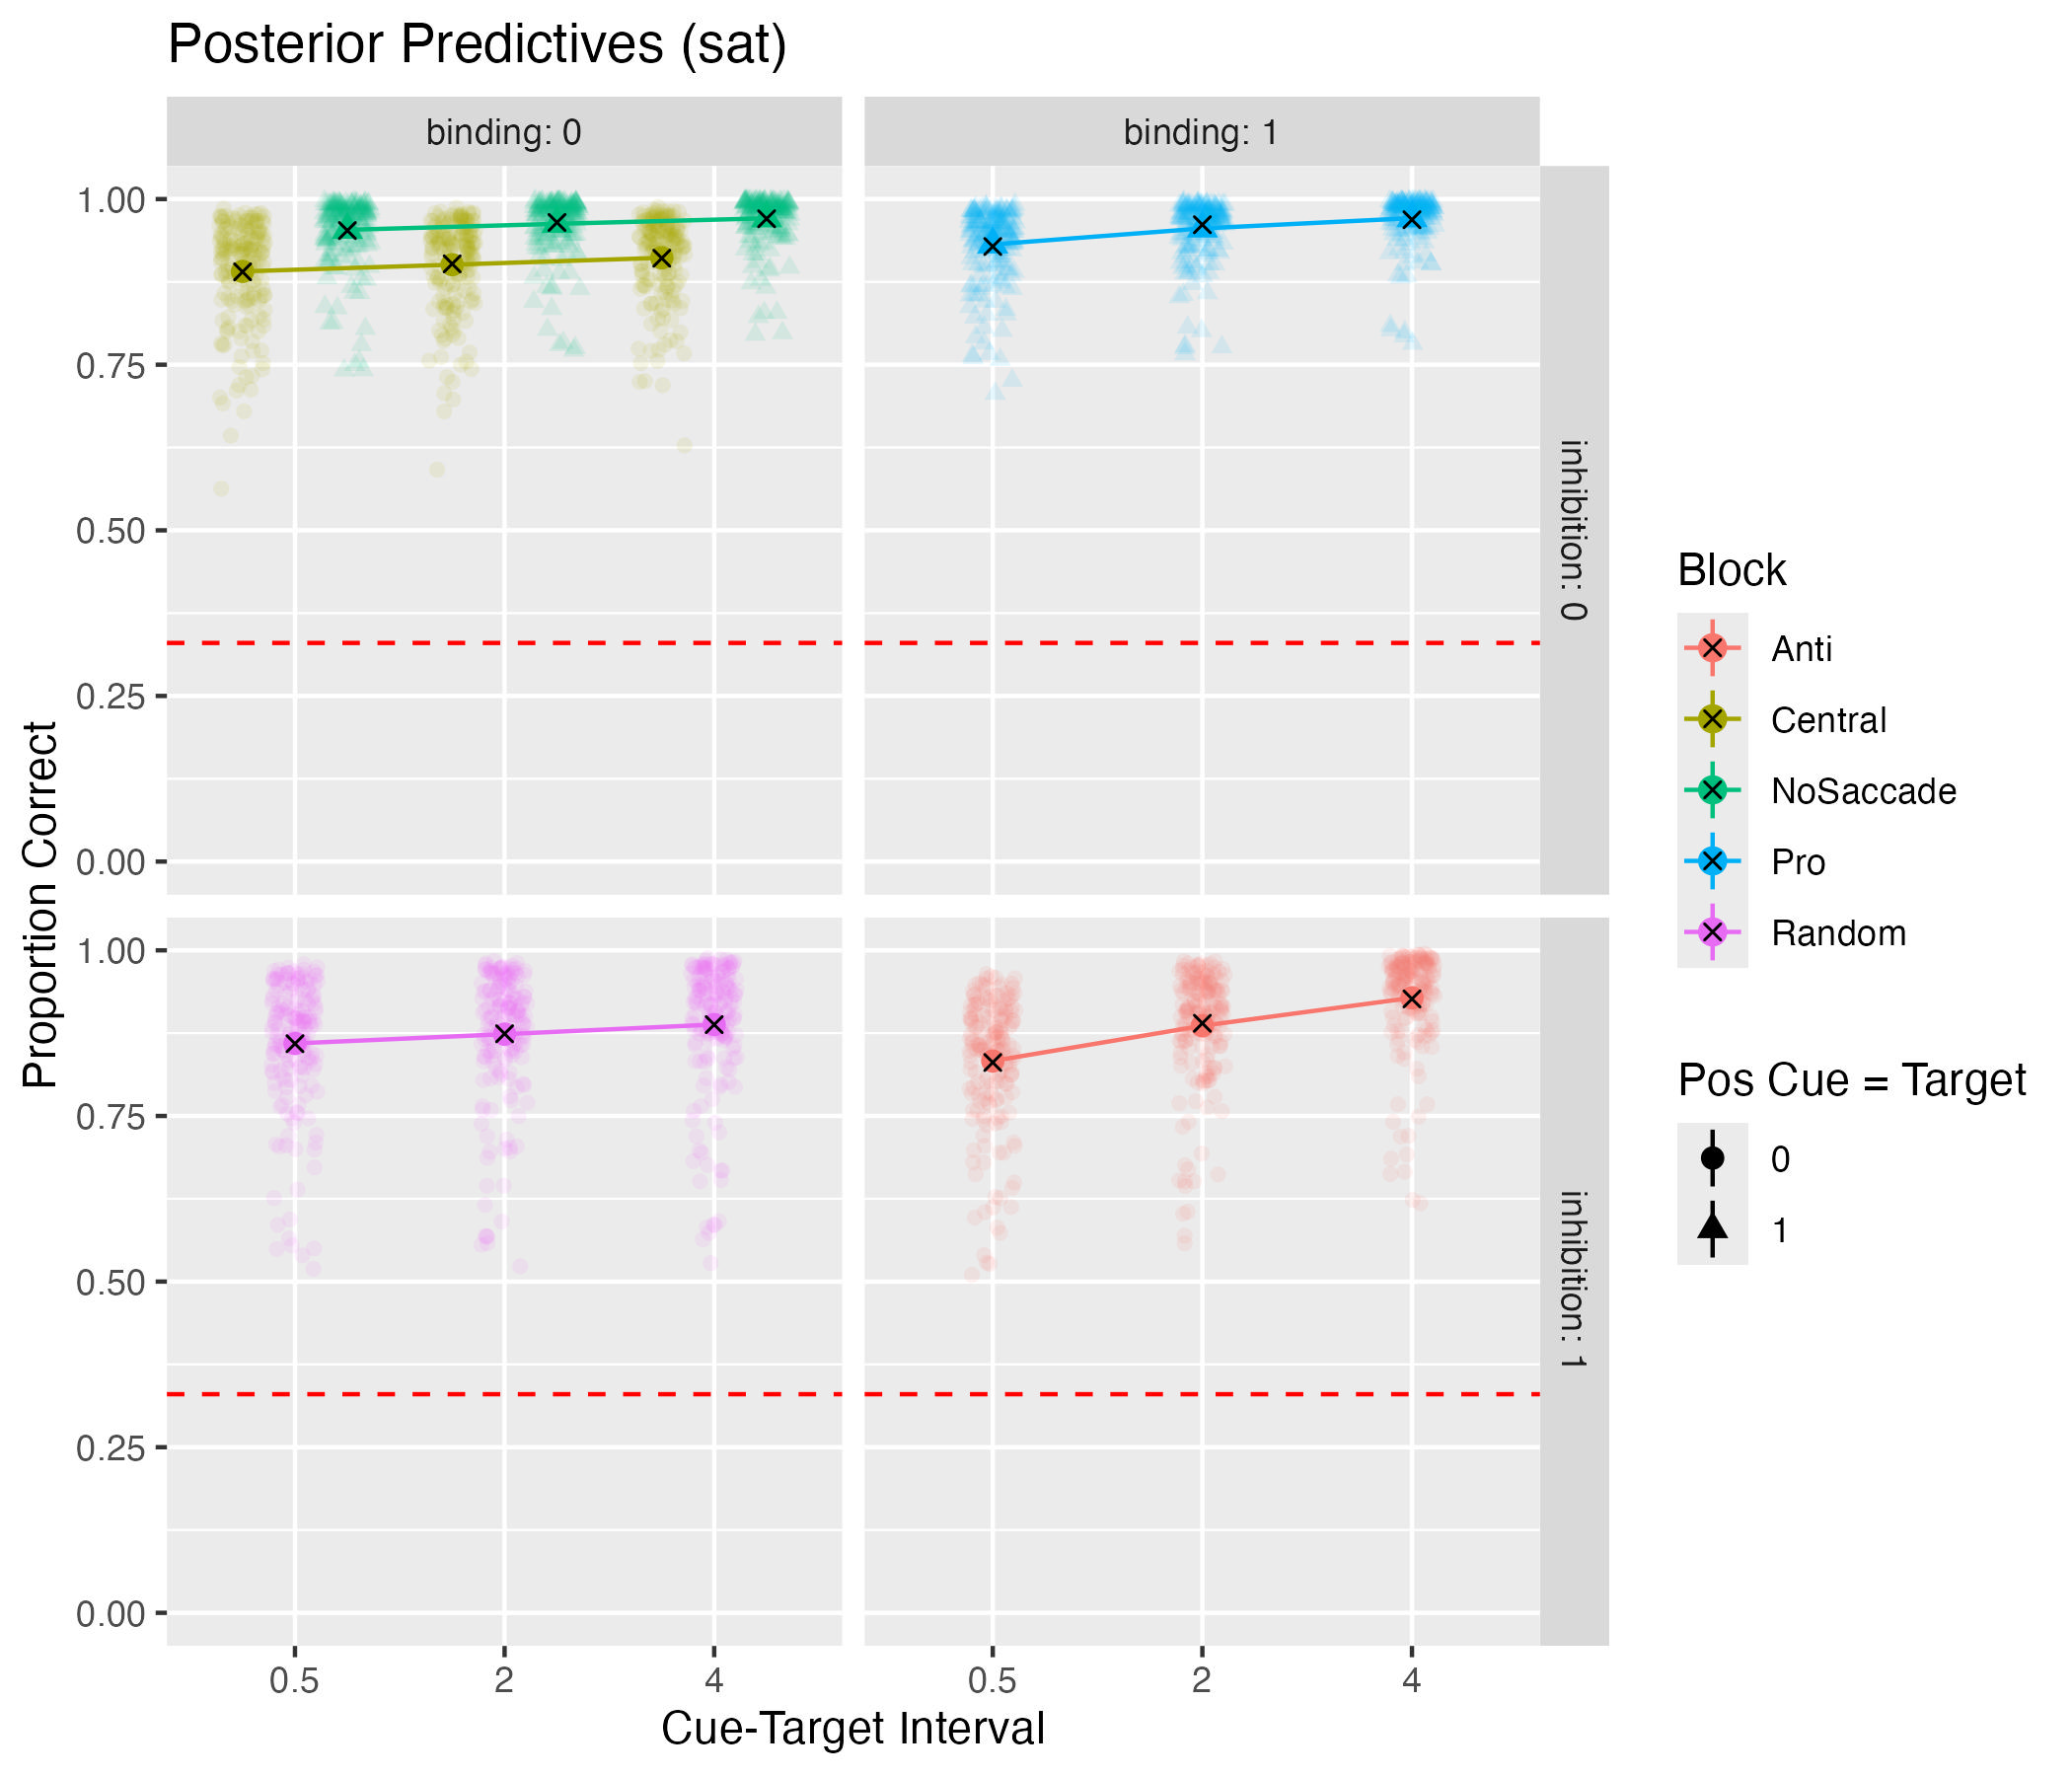 Posterior Predictives (sat)
binding: 0
binding: 1
1.00
0.75
0.50
0.25
0.00
inhibition: 0
1.00
0.75
0.50
0.25
0.00
inhibition: 1
Proportion Correct
0.5
2
4
0.5
2
4
Cue-Target Interval
Block
Anti
Central
NoSaccade
Pro
Random
Pos Cue = Target
0
1